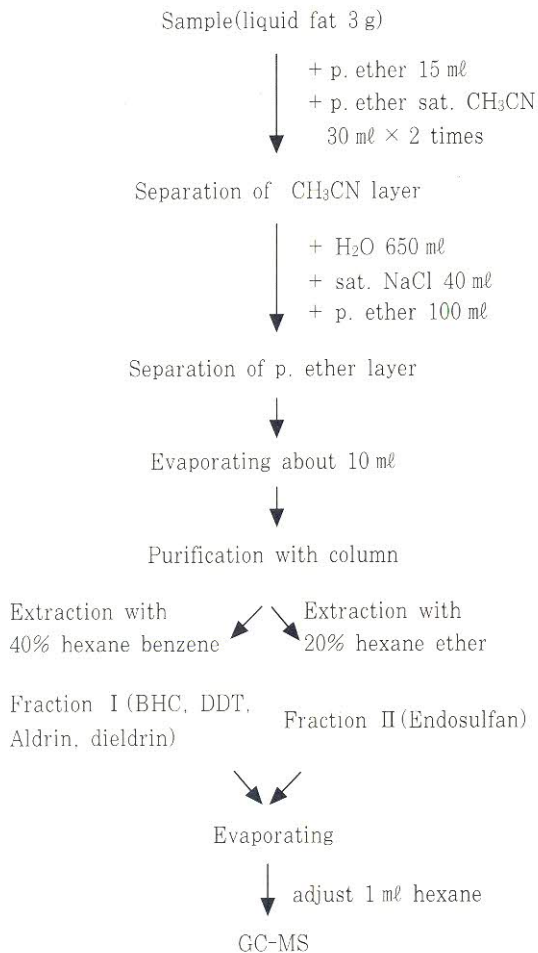 Sample(liquid fat 3 g)
+ p. ether 15 ㎖
+ p. ether sat. CH₃CN
30 ㎖ × 2 times
Separation of CH₃CN layer
+ H₂O 650 ㎖
+ sat. NaCl 40 ㎖
+ p. ether 100 ㎖
Separation of p. ether layer
Evaporating about 10 ㎖
Purification with column
Extraction with
40% hexane benzene
Extraction with
20% hexane ether
Fraction Ⅰ(BHC, DDT,
Aldrin, dieldrin)
Fraction Ⅱ(Endosulfan)
Evaporating
adjust 1 ㎖ hexane
GC-MS